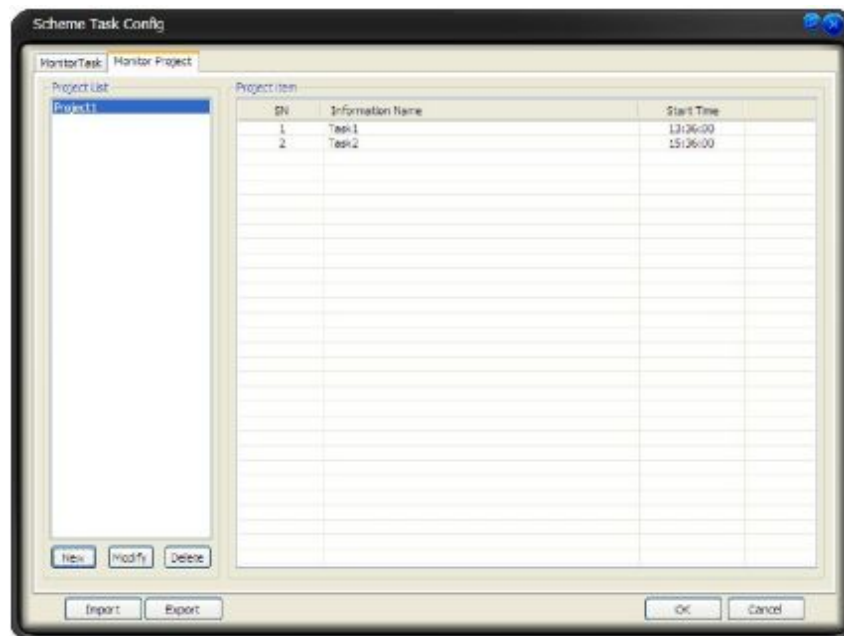 Scheme Task Config
MonitorTask Monitor Project
Project List
Project1
New Modify Delete
Project Item
SN Information Name Start Time
1 Task1 13:36:00
2 Task2 15:36:00
Import Export OK Cancel